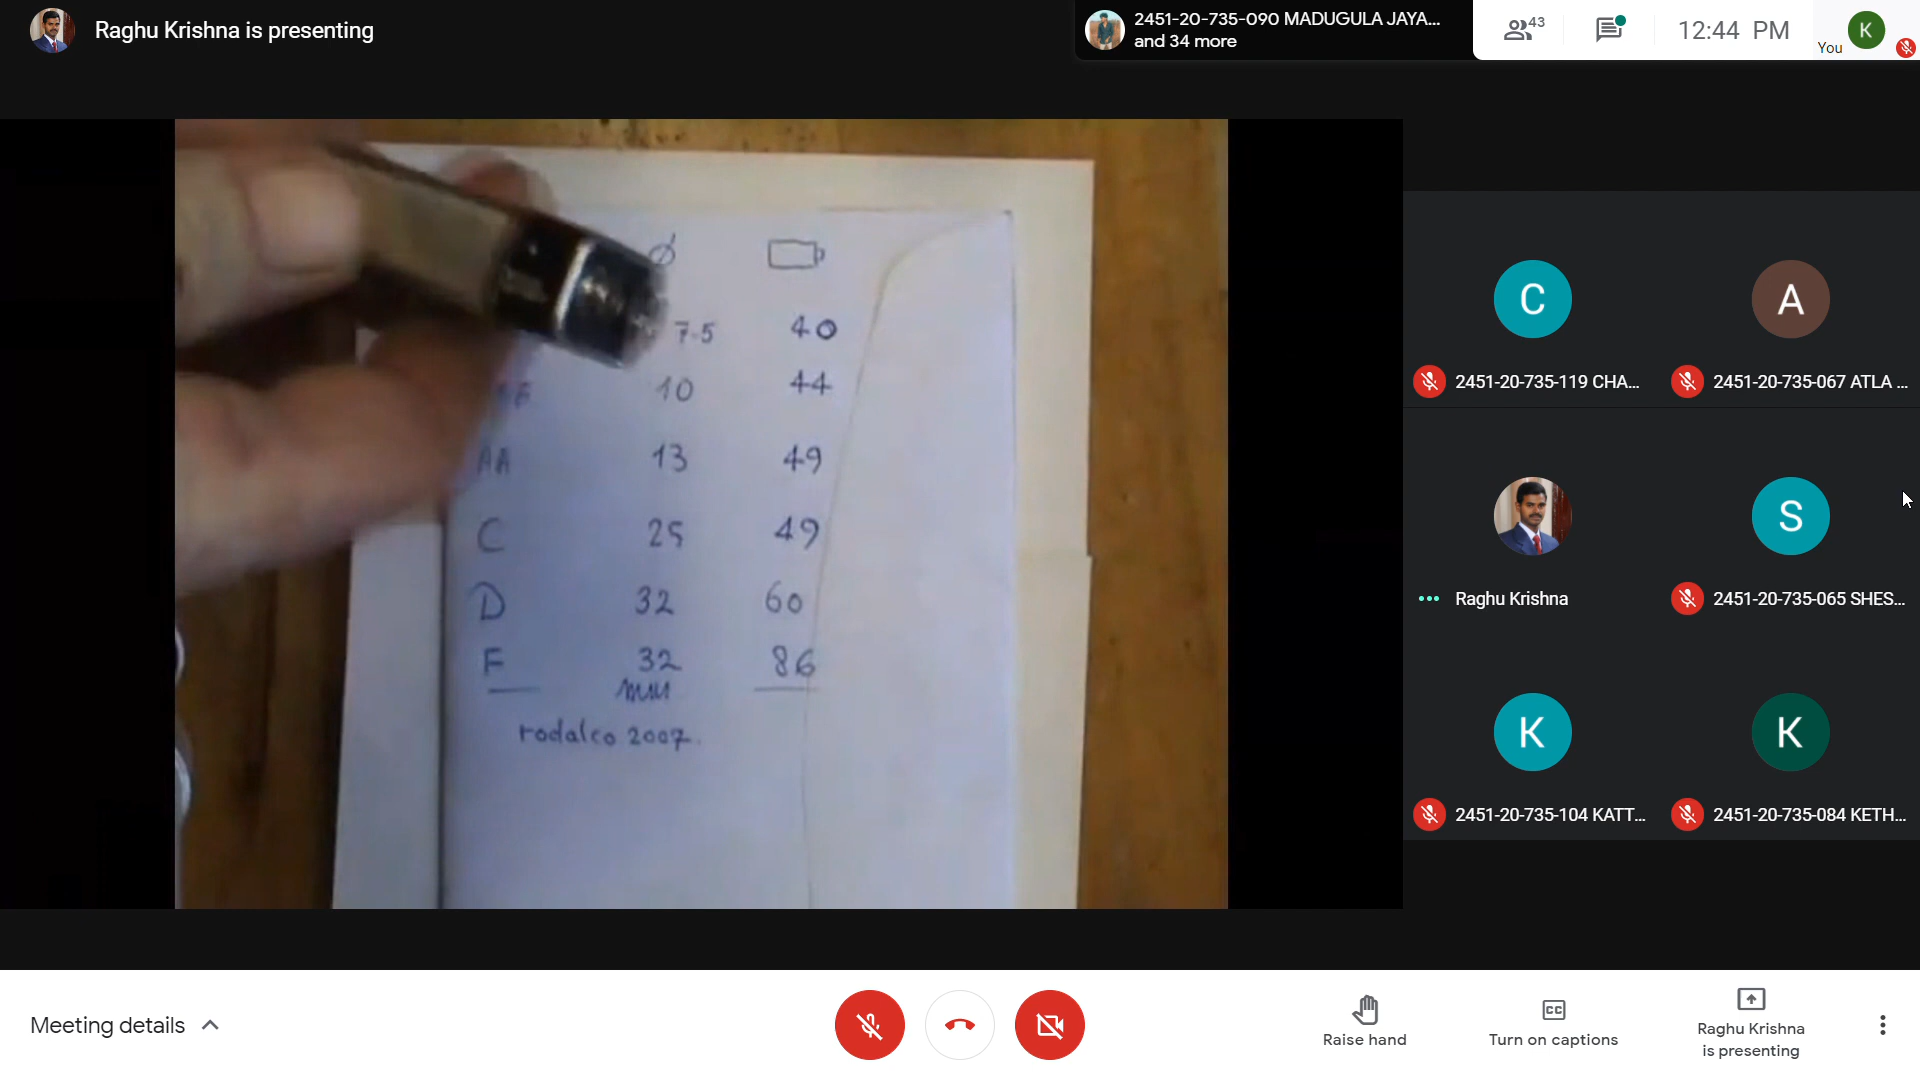 Raghu Krishna is presenting
2451-20-735-090 MADUGULA JAYA...
and 34 more
43
12:44 PM
You
K
Ø
7.5 40
10 44
AA 13 49
C 25 49
D 32 60
F 32 86
mm
rodalco 2007.
C
A
2451-20-735-119 CHA...
2451-20-735-067 ATLA ...
S
Raghu Krishna
2451-20-735-065 SHES...
K
K
2451-20-735-104 KATT...
2451-20-735-084 KETH...
Meeting details
Raise hand
CC
Turn on captions
Raghu Krishna
is presenting